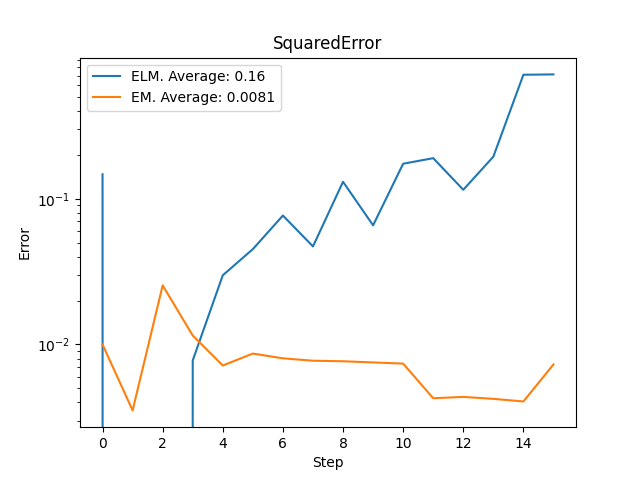 SquaredError
ELM. Average: 0.16
EM. Average: 0.0081
10⁻¹
10⁻²
Error
0 2 4 6 8 10 12 14
Step